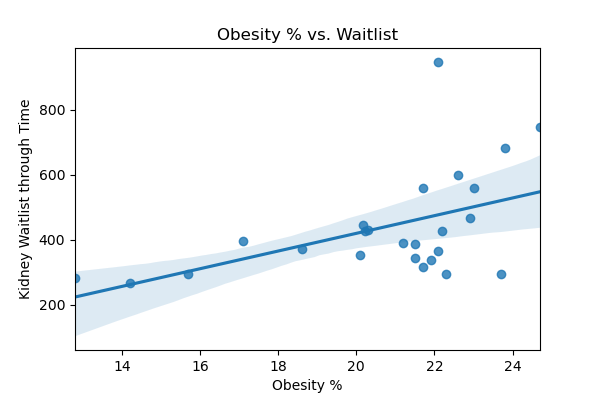 Obesity % vs. Waitlist
Kidney Waitlist through Time
800
600
400
200
14 16 18 20 22 24
Obesity %